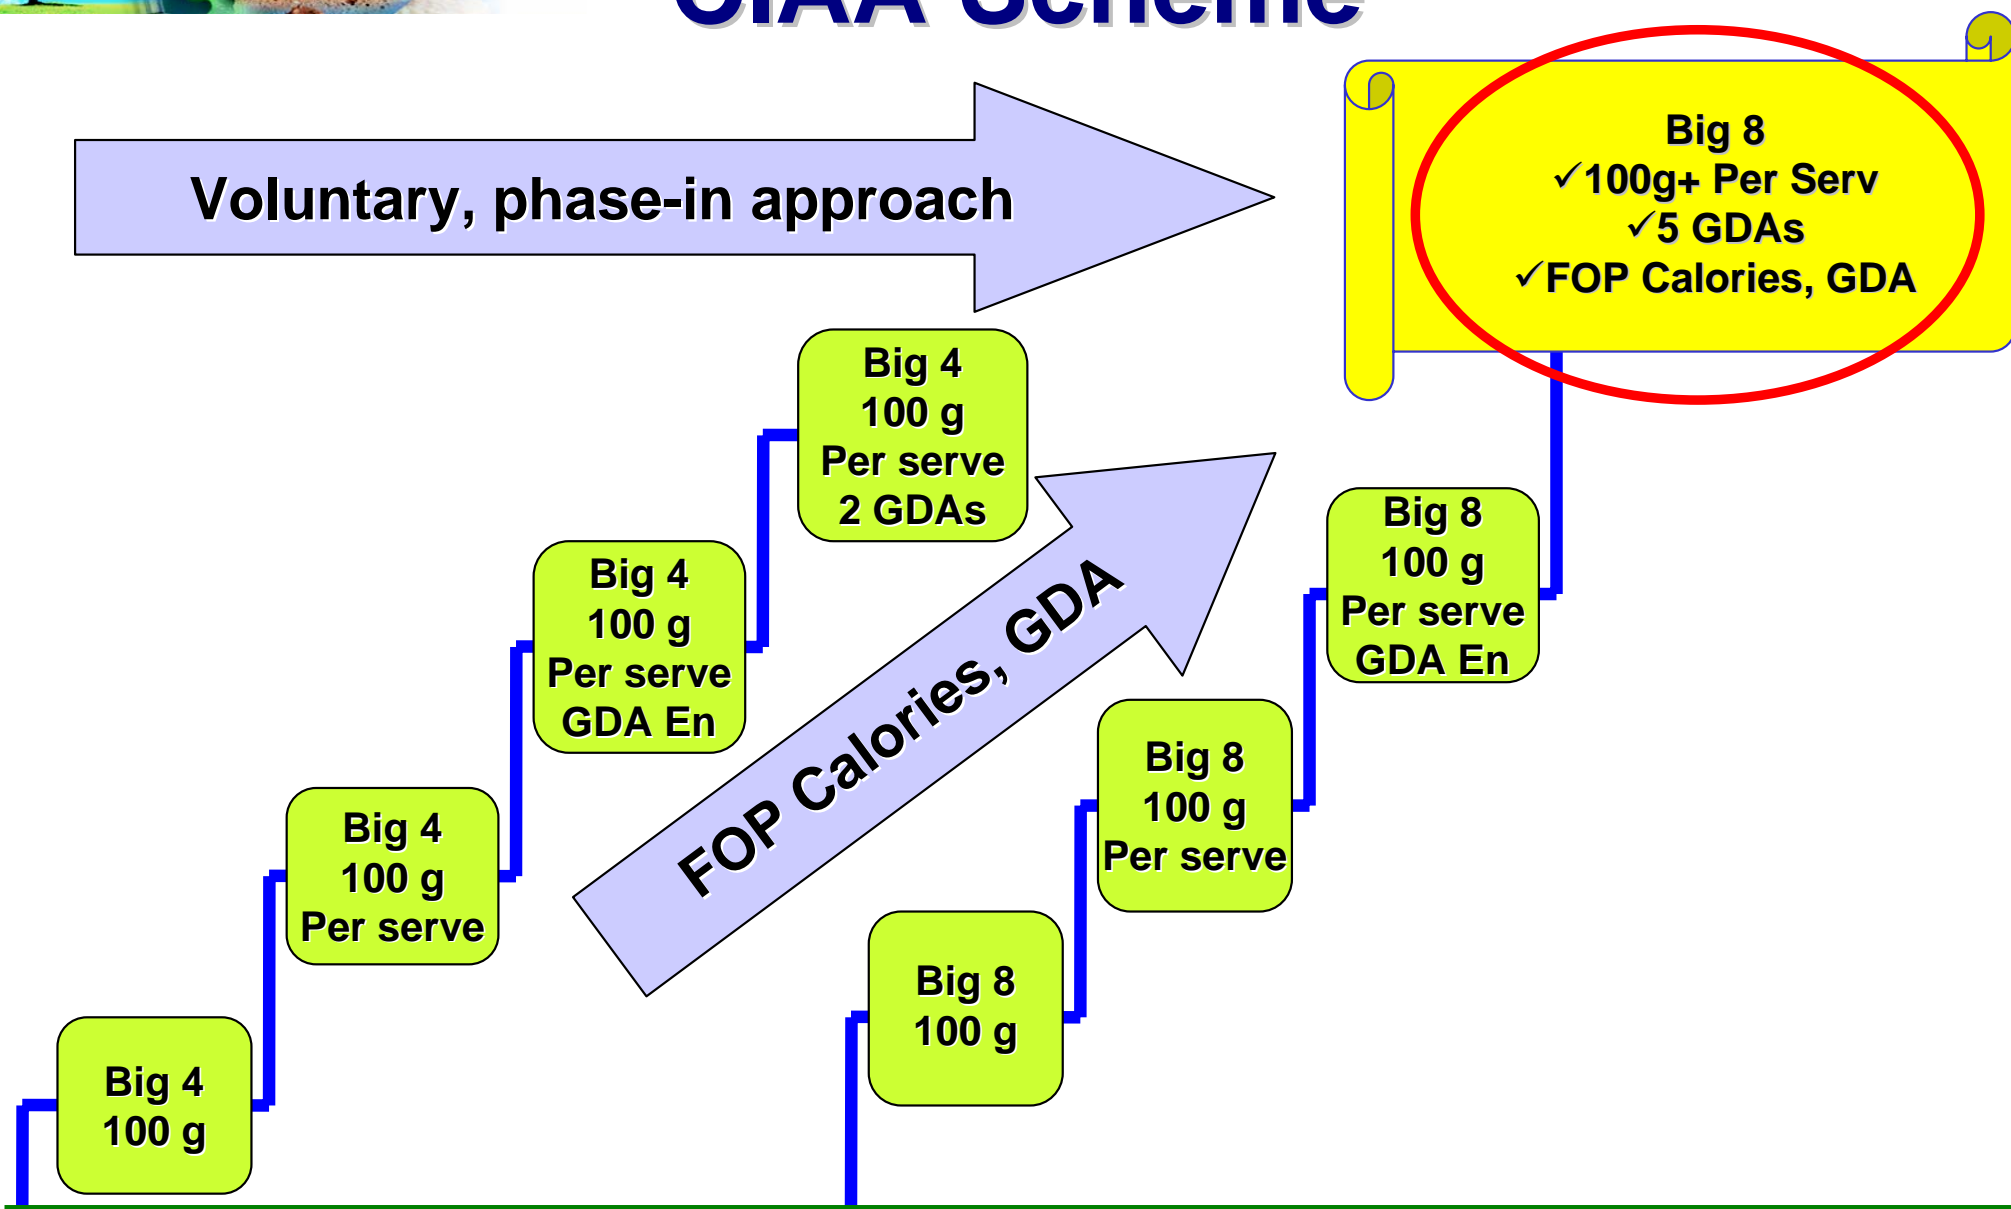 CIAA Scheme
Voluntary, phase-in approach
Big 8
✓100g+ Per Serv
✓5 GDAs
✓FOP Calories, GDA
Big 4
100 g
Per serve
2 GDAs
Big 4
100 g
Per serve
GDA En
Big 4
100 g
Per serve
Big 4
100 g
FOP Calories, GDA
Big 8
100 g
Per serve
GDA En
Big 8
100 g
Per serve
Big 8
100 g